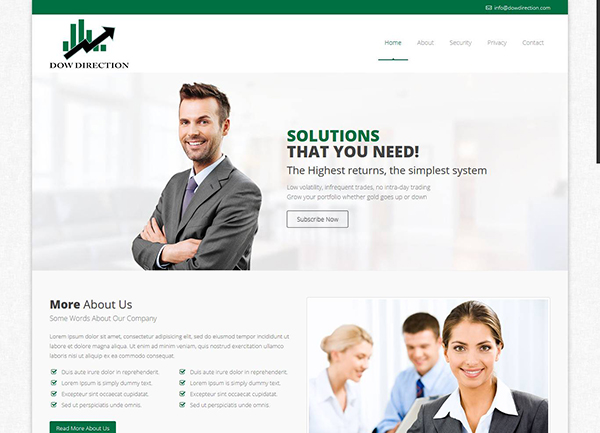 info@dowdirection.com
DOW DIRECTION
Home About Security Privacy Contact
SOLUTIONS
THAT YOU NEED!
The Highest returns, the simplest system
Low volatility, infrequent trades, no intra-day trading
Grow your portfolio whether gold goes up or down
Subscribe Now
More About Us
Some Words About Our Company
Lorem ipsum dolor sit amet, consectetur adipisicing elit, sed do eiusmod tempor incididunt ut
labore et dolore magna aliqua. Ut enim ad minim veniam, quis nostrud exercitation ullamco
laboris nisi ut aliquip ex ea commodo consequat.
Duis aute irure dolor in reprehenderit.
Lorem Ipsum is simply dummy text.
Excepteur sint occaecat cupidatat.
Sed ut perspiciatis unde omnis.
Duis aute irure dolor in reprehenderit.
Lorem Ipsum is simply dummy text.
Excepteur sint occaecat cupidatat.
Sed ut perspiciatis unde omnis.
Read More About Us